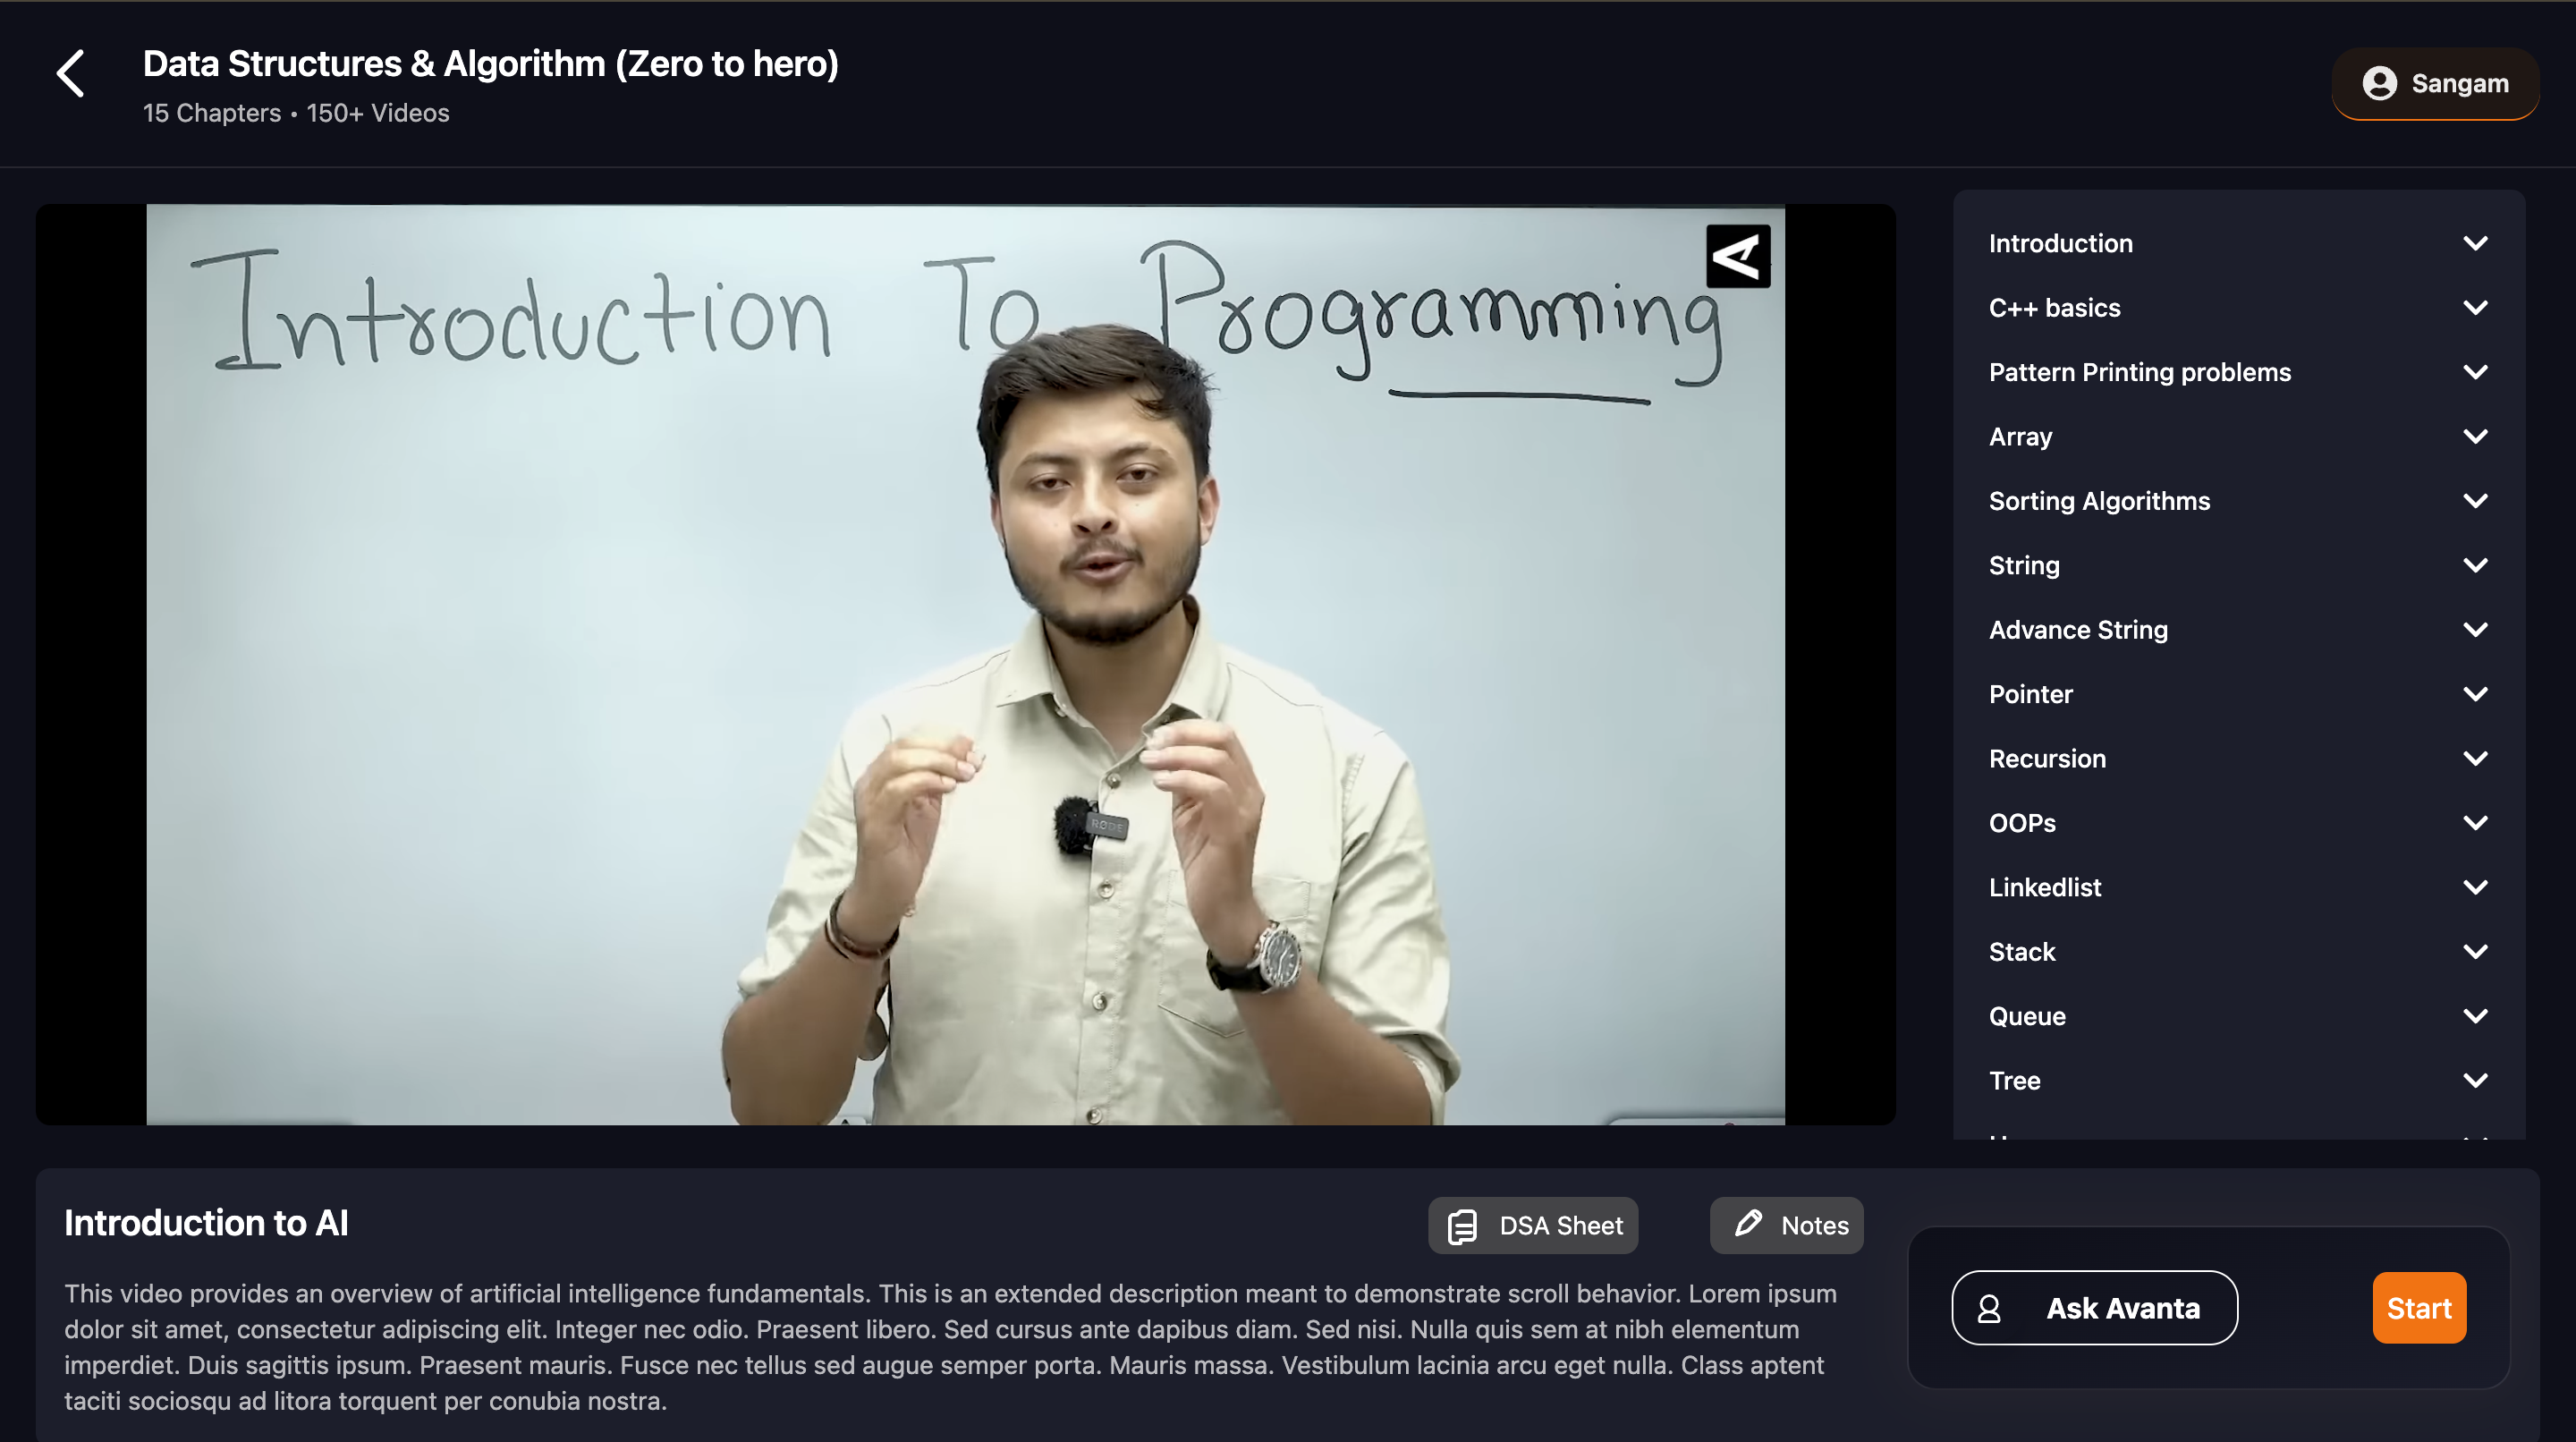 Data Structures & Algorithm (Zero to hero)
15 Chapters • 150+ Videos
Sangam
Introduction To Programming
RØDE
Introduction
C++ basics
Pattern Printing problems
Array
Sorting Algorithms
String
Advance String
Pointer
Recursion
OOPs
Linkedlist
Stack
Queue
Tree
Introduction to AI
DSA Sheet
Notes
This video provides an overview of artificial intelligence fundamentals. This is an extended description meant to demonstrate scroll behavior. Lorem ipsum
dolor sit amet, consectetur adipiscing elit. Integer nec odio. Praesent libero. Sed cursus ante dapibus diam. Sed nisi. Nulla quis sem at nibh elementum
imperdiet. Duis sagittis ipsum. Praesent mauris. Fusce nec tellus sed augue semper porta. Mauris massa. Vestibulum lacinia arcu eget nulla. Class aptent
taciti sociosqu ad litora torquent per conubia nostra.
Ask Avanta
Start